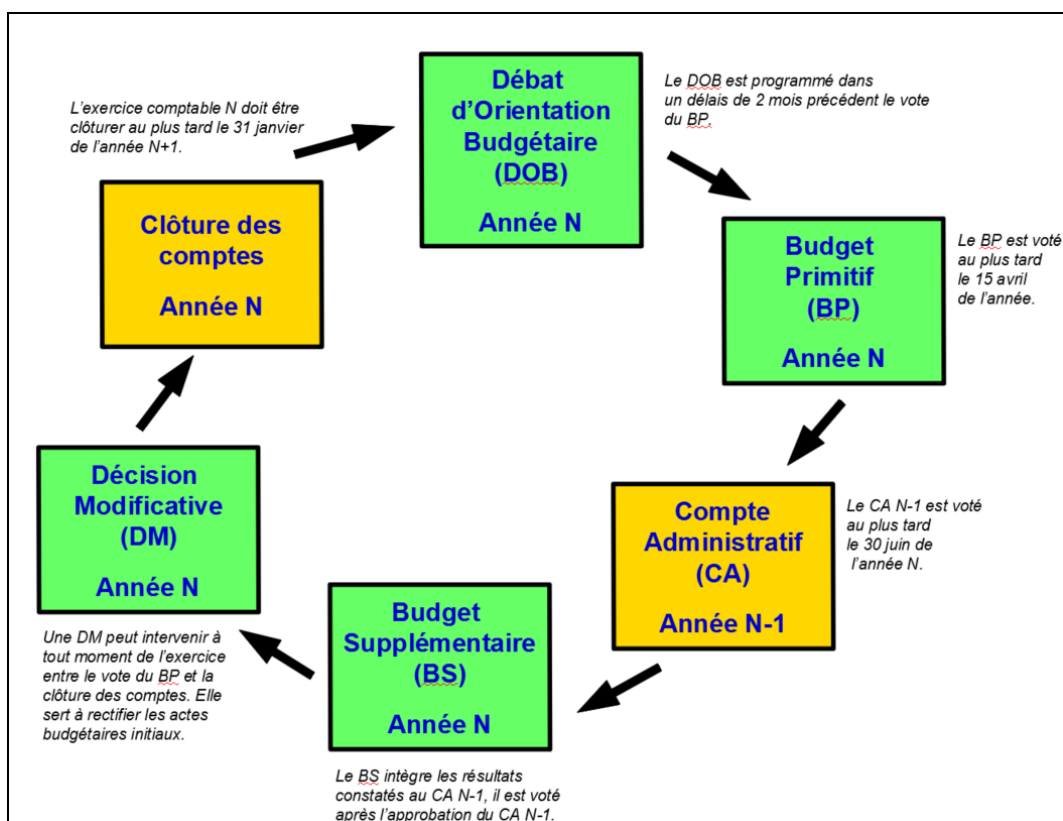 Débat
d'Orientation
Budgétaire
(DOB)
Année N
Le DOB est programmé dans
un délais de 2 mois précédent le vote
du BP.
Budget
Primitif
(BP)
Année N
Le BP est voté
au plus tard
le 15 avril
de l'année.
Compte
Administratif
(CA)
Année N-1
Le CA N-1 est voté
au plus tard
le 30 juin de
l'année N.
Budget
Supplémentaire
(BS)
Année N
Le BS intègre les résultats
constatés au CA N-1, il est voté
après l'approbation du CA N-1.
Décision
Modificative
(DM)
Année N
Une DM peut intervenir à
tout moment de l'exercice
entre le vote du BP et la
clôture des comptes. Elle
sert à rectifier les actes
budgétaires initiaux.
Clôture des
comptes
Année N
L'exercice comptable N doit être
clôturer au plus tard le 31 janvier
de l'année N+1.